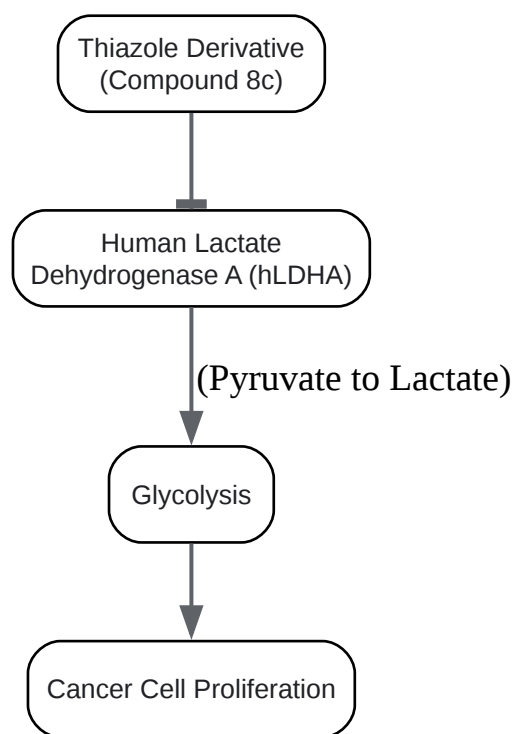 Thiazole Derivative
(Compound 8c)
Human Lactate
Dehydrogenase A (hLDHA)
(Pyruvate to Lactate)
Glycolysis
Cancer Cell Proliferation